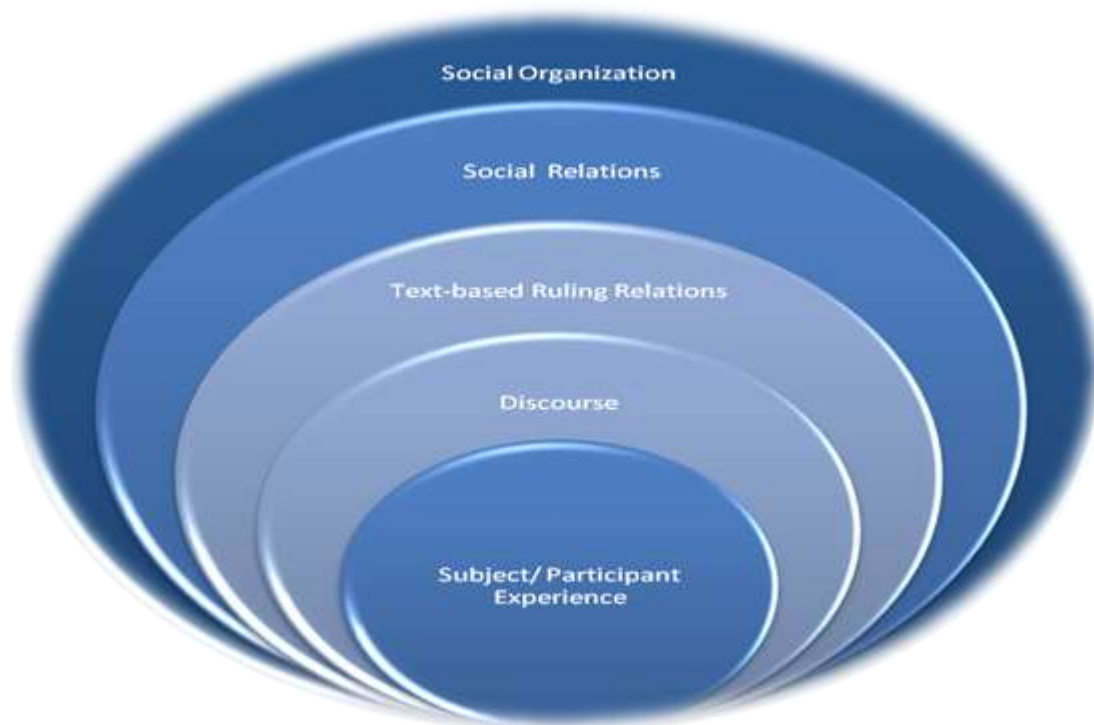 Social Organization
Social Relations
Text-based Ruling Relations
Discourse
Subject/ Participant
Experience